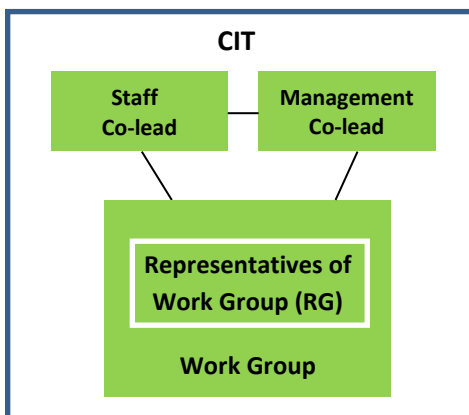 CIT
Staff
Co-lead
Management
Co-lead
Representatives of
Work Group (RG)
Work Group